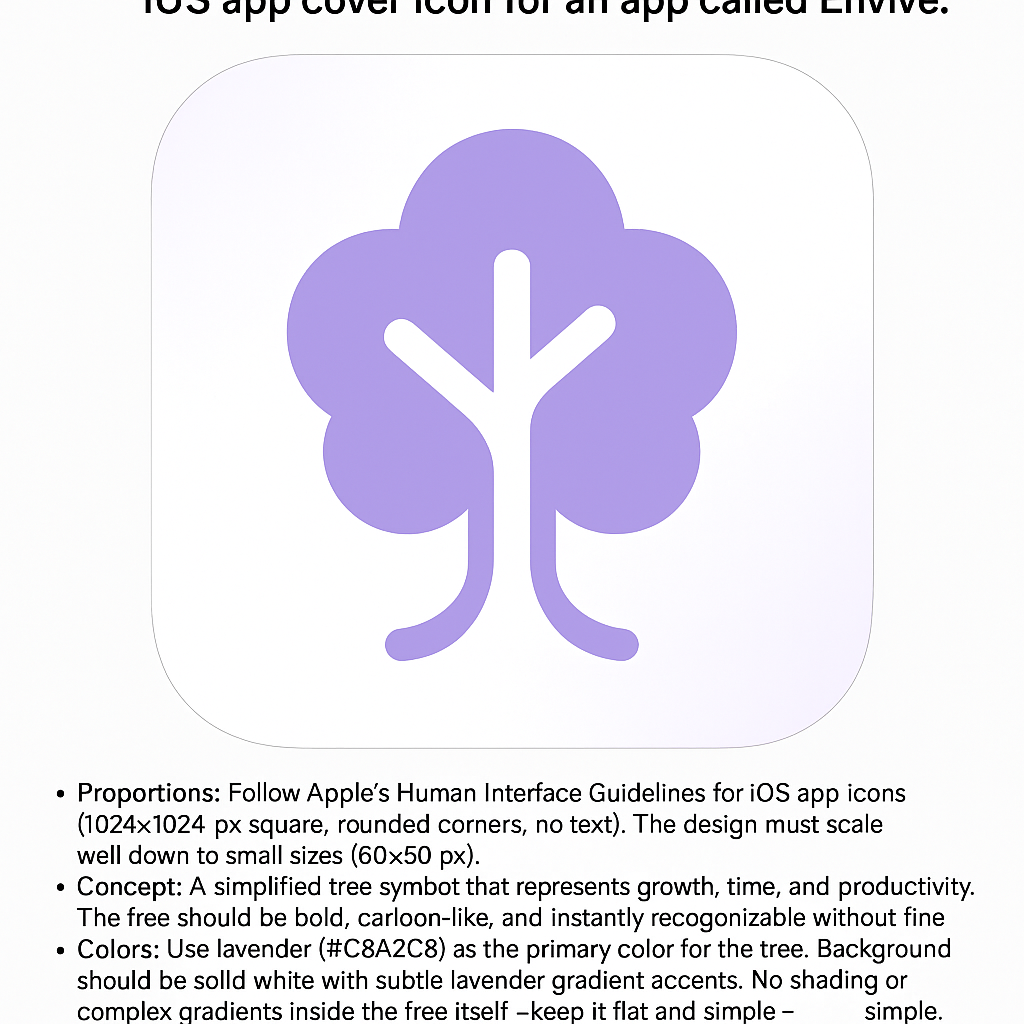 iOS app cover icon for an app called Envive.
• Proportions: Follow Apple's Human Interface Guidelines for iOS app icons
(1024×1024 px square, rounded corners, no text). The design must scale
well down to small sizes (60×50 px).
• Concept: A simplified tree symbot that represents growth, time, and productivity.
The free should be bold, carloon-like, and instantly recogonizable without fine
• Colors: Use lavender (#C8A2C8) as the primary color for the tree. Background
should be solld white with subtle lavender gradient accents. No shading or
complex gradients inside the free itself –keep it flat and simple – simple.